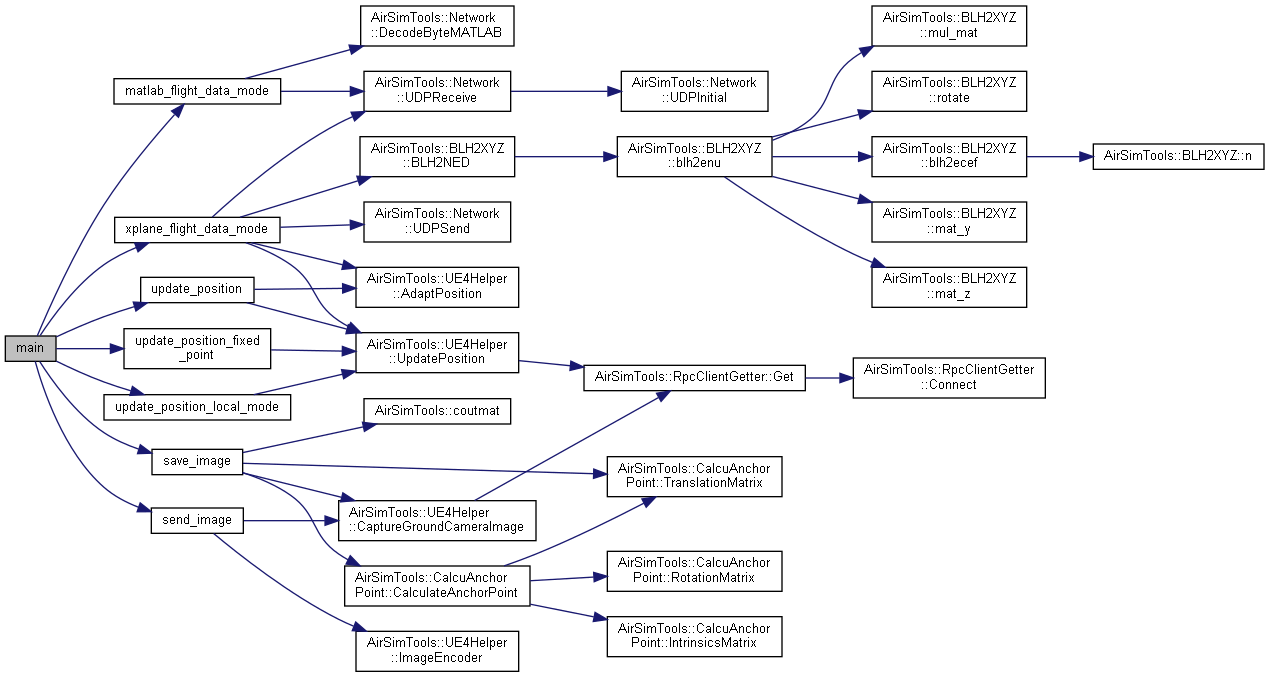 main
matlab_flight_data_mode
xplane_flight_data_mode
update_position
update_position_fixed
_point
update_position_local_mode
save_image
send_image
AirSimTools::Network
::DecodeByteMATLAB
AirSimTools::Network
::UDPReceive
AirSimTools::BLH2XYZ
::BLH2NED
AirSimTools::Network
::UDPSend
AirSimTools::UE4Helper
::AdaptPosition
AirSimTools::UE4Helper
::UpdatePosition
AirSimTools::coutmat
AirSimTools::UE4Helper
::CaptureGroundCameraImage
AirSimTools::CalcuAnchor
Point::CalculateAnchorPoint
AirSimTools::UE4Helper
::ImageEncoder
AirSimTools::Network
::UDPInitial
AirSimTools::BLH2XYZ
::blh2enu
AirSimTools::RpcClientGetter::Get
AirSimTools::CalcuAnchor
Point::TranslationMatrix
AirSimTools::CalcuAnchor
Point::RotationMatrix
AirSimTools::CalcuAnchor
Point::IntrinsicsMatrix
AirSimTools::BLH2XYZ
::mul_mat
AirSimTools::BLH2XYZ
::rotate
AirSimTools::BLH2XYZ
::blh2ecef
AirSimTools::BLH2XYZ
::mat_y
AirSimTools::BLH2XYZ
::mat_z
AirSimTools::RpcClientGetter
::Connect
AirSimTools::BLH2XYZ::n